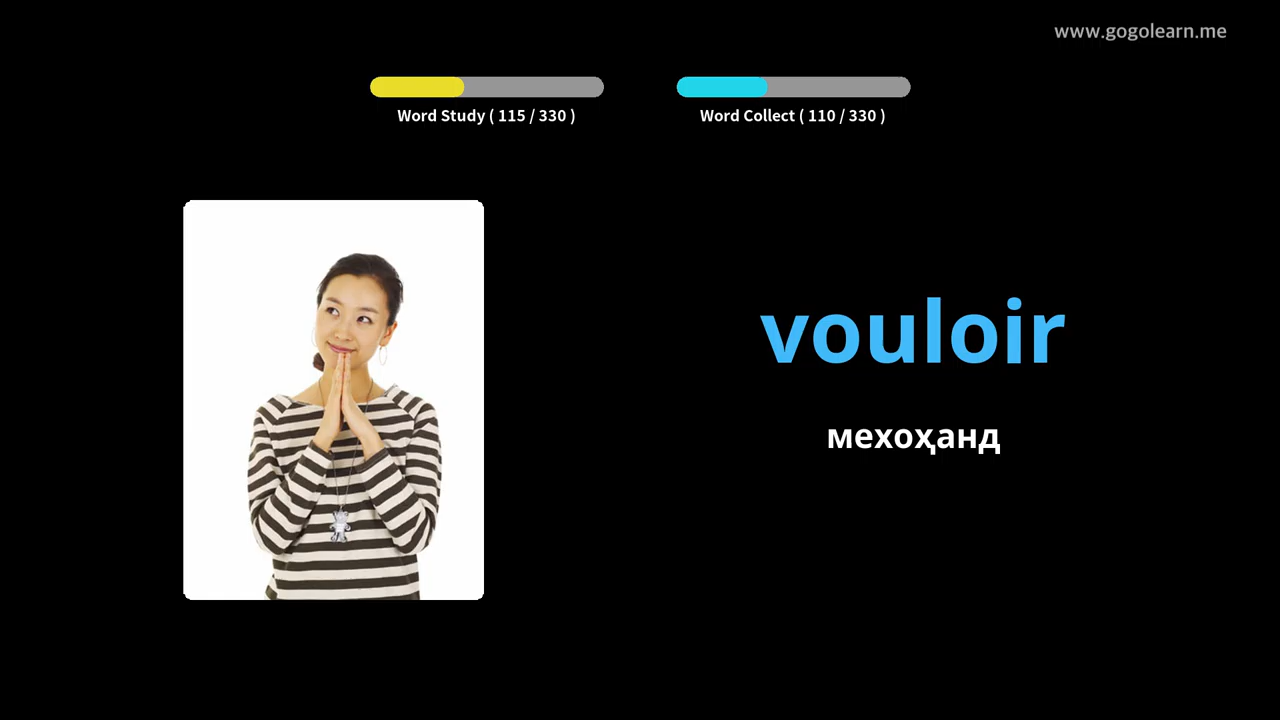 www.gogolearn.me
Word Study ( 115 / 330 )
Word Collect ( 110 / 330 )
vouloir
мехоҳанд